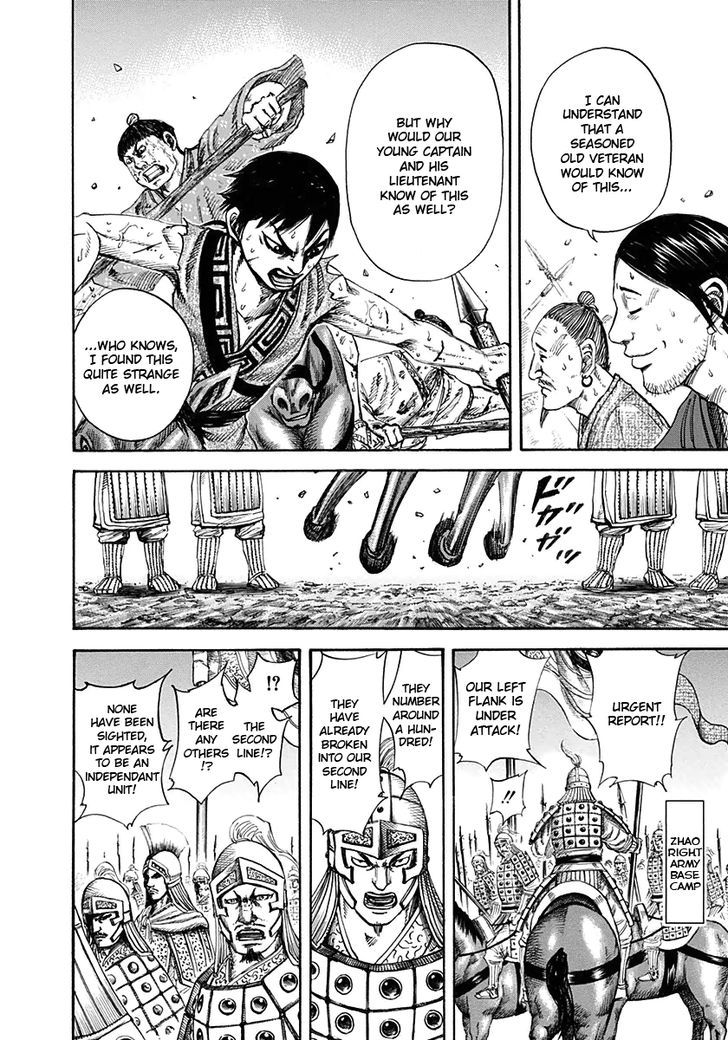 I CAN
UNDERSTAND
THAT A
SEASONED
OLD VETERAN
WOULD KNOW
OF THIS...
BUT WHY
WOULD OUR
YOUNG CAPTAIN
AND HIS
LIEUTENANT
KNOW OF THIS
AS WELL?
...WHO KNOWS,
I FOUND THIS
QUITE STRANGE
AS WELL.
ドガガッ
URGENT
REPORT!!
OUR LEFT
FLANK IS
UNDER
ATTACK!
!!
ZHAO
RIGHT
ARMY
BASE
CAMP
THEY
NUMBER
AROUND
A HUN-
DRED!
THEY
HAVE
ALREADY
BROKEN
INTO OUR
SECOND
LINE!
!?
THE
SECOND
LINE!?
ARE
THERE
ANY
OTHERS
!?
NONE
HAVE BEEN
SIGHTED,
IT APPEARS
TO BE AN
INDEPENDANT
UNIT!